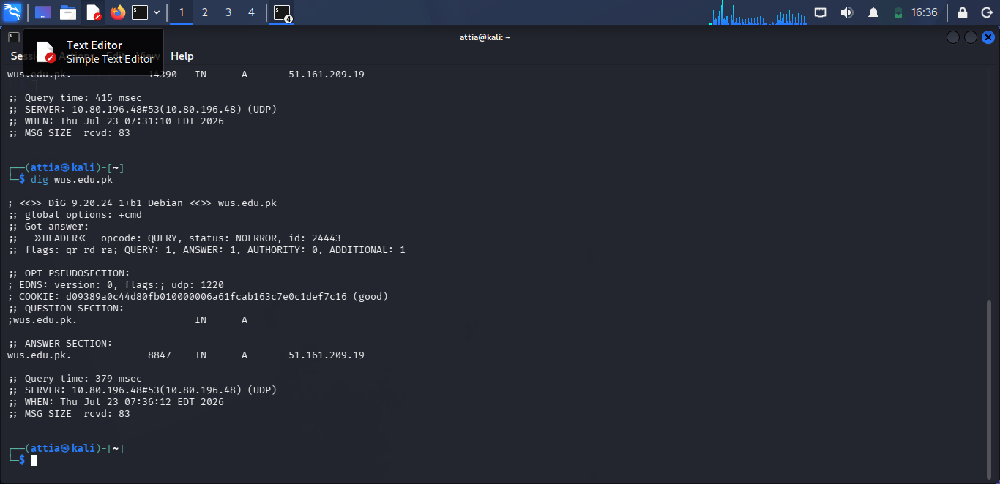 1 2 3 4
4
16:36
attia@kali: ~
Text Editor
Simple Text Editor
Session Actions Edit View Help
wus.edu.pk. 14390 IN A 51.161.209.19
;; Query time: 415 msec
;; SERVER: 10.80.196.48#53(10.80.196.48) (UDP)
;; WHEN: Thu Jul 23 07:31:10 EDT 2026
;; MSG SIZE  rcvd: 83
┌──(attia㉿kali)-[~]
└─$ dig wus.edu.pk
; <<>> DiG 9.20.24-1+b1-Debian <<>> wus.edu.pk
;; global options: +cmd
;; Got answer:
;; ->>HEADER<<- opcode: QUERY, status: NOERROR, id: 24443
;; flags: qr rd ra; QUERY: 1, ANSWER: 1, AUTHORITY: 0, ADDITIONAL: 1
;; OPT PSEUDOSECTION:
; EDNS: version: 0, flags:; udp: 1220
; COOKIE: d09389a0c44d80fb010000006a61fcab163c7e0c1def7c16 (good)
;; QUESTION SECTION:
;wus.edu.pk. IN A
;; ANSWER SECTION:
wus.edu.pk. 8847 IN A 51.161.209.19
;; Query time: 379 msec
;; SERVER: 10.80.196.48#53(10.80.196.48) (UDP)
;; WHEN: Thu Jul 23 07:36:12 EDT 2026
;; MSG SIZE  rcvd: 83
┌──(attia㉿kali)-[~]
└─$